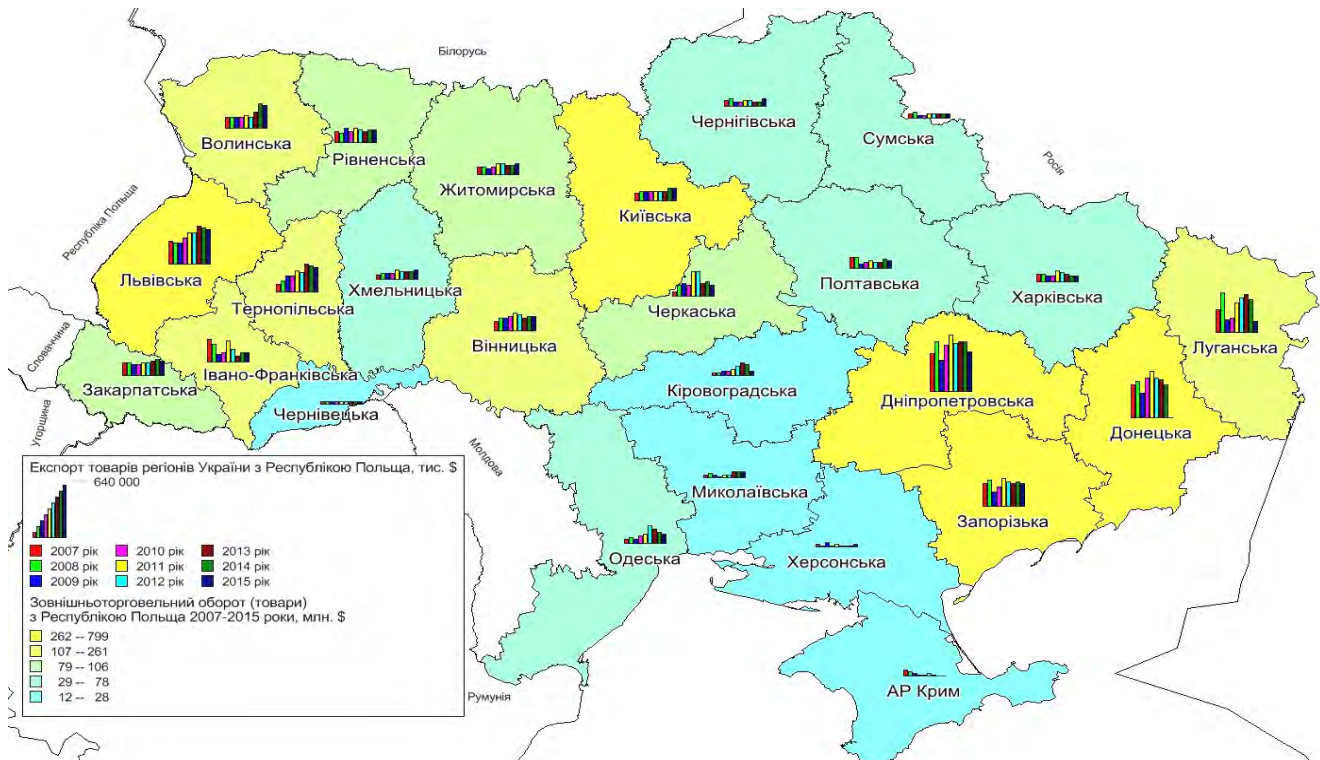 Білорусь
Волинська
Рівненська
Житомирська
Чернігівська
Сумська
Росія
Республіка Польща
Київська
Львівська
Тернопільська
Хмельницька
Полтавська
Харківська
Черкаська
Луганська
Вінницька
Словаччина
Івано-Франківська
Закарпатська
Чернівецька
Кіровоградська
Дніпропетровська
Донецька
Угорщина
Молдова
Миколаївська
Запорізька
Одеська
Херсонська
АР Крим
Румунія
Експорт товарів регіонів України з Республікою Польща, тис. $
640 000
2007 рік 2010 рік 2013 рік
2008 рік 2011 рік 2014 рік
2009 рік 2012 рік 2015 рік
Зовнішньоторговельний оборот (товари)
з Республікою Польща 2007-2015 роки, млн. $
262 -- 799
107 -- 261
79 -- 106
29 -- 78
12 -- 28